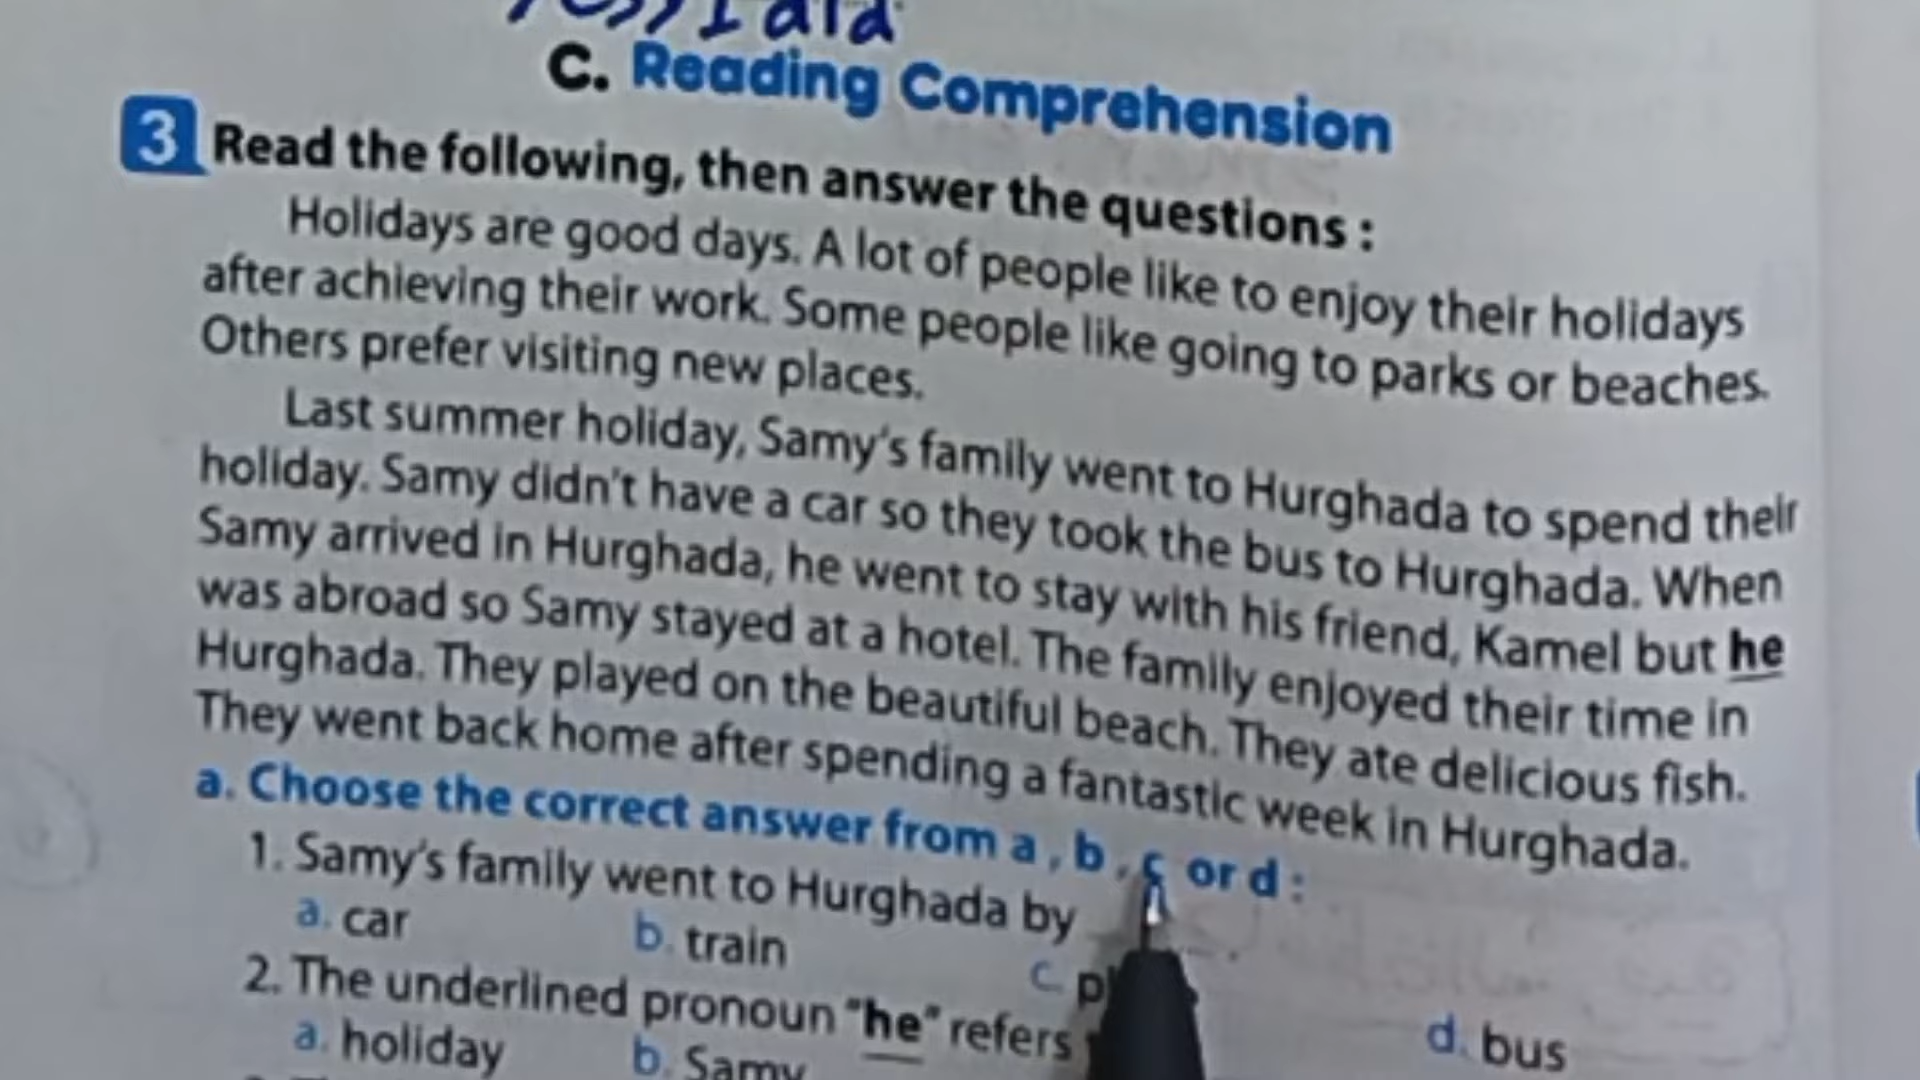 Yes, I did
C. Reading Comprehension
3 Read the following, then answer the questions :
Holidays are good days. A lot of people like to enjoy their holidays
after achieving their work. Some people like going to parks or beaches.
Others prefer visiting new places.
Last summer holiday, Samy's family went to Hurghada to spend their
holiday. Samy didn't have a car so they took the bus to Hurghada. When
Samy arrived in Hurghada, he went to stay with his friend, Kamel but he
was abroad so Samy stayed at a hotel. The family enjoyed their time in
Hurghada. They played on the beautiful beach. They ate delicious fish.
They went back home after spending a fantastic week in Hurghada.
a. Choose the correct answer from a , b , c or d :
1. Samy's family went to Hurghada by
a. car b. train c. d. bus
2. The underlined pronoun "he" refers
a. holiday b. Samy